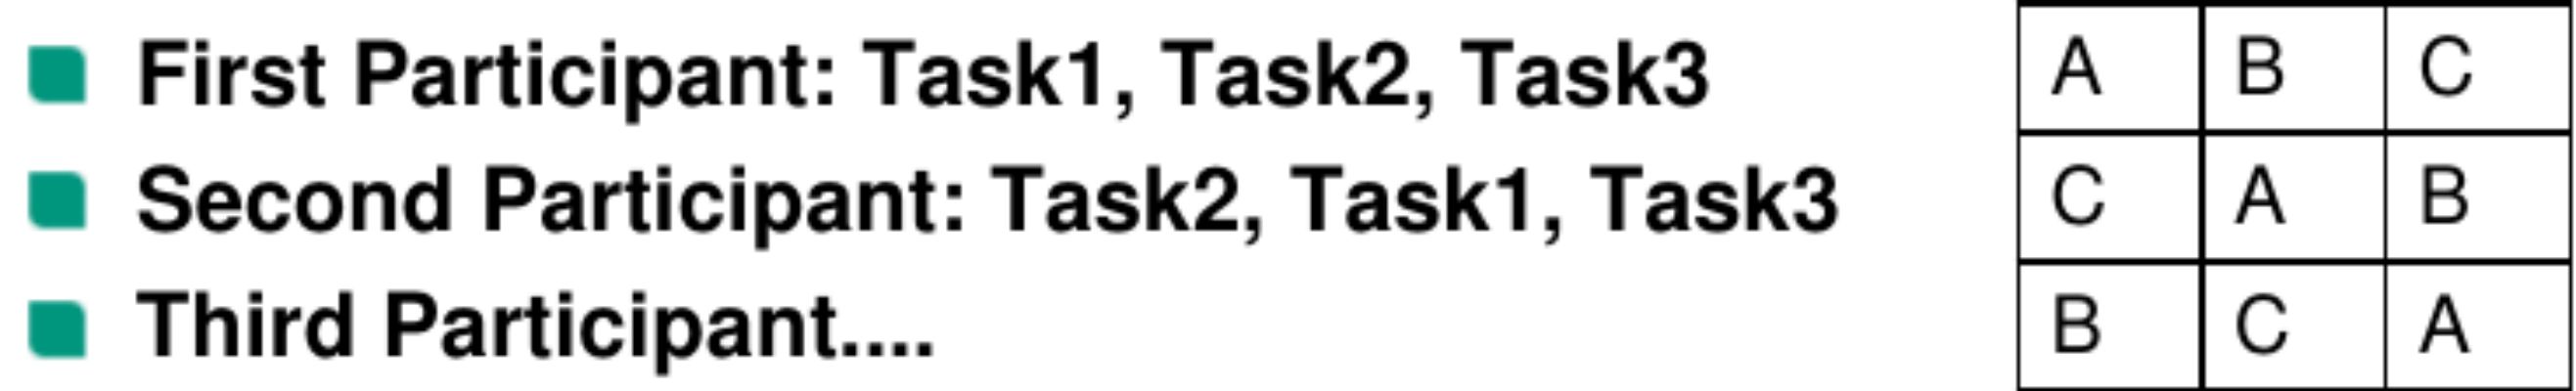 First Participant: Task1, Task2, Task3
Second Participant: Task2, Task1, Task3
Third Participant....
A B C
C A B
B C A